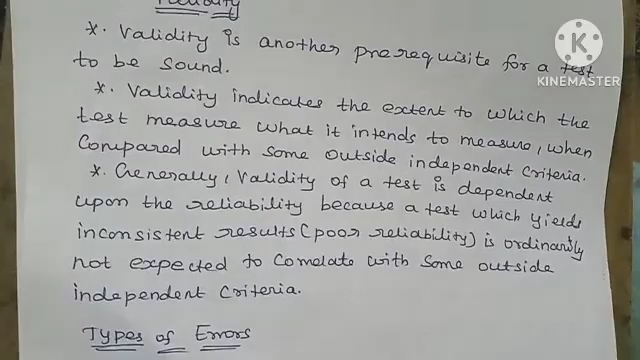 Validity
*. Validity is another prerequisite for a test
to be sound.
*. Validity indicates the extent to which the
test measure what it intends to measure, when
compared with some outside independent criteria.
*. Generally, Validity of a test is dependent
upon the reliability because a test which yields
inconsistent results (poor reliability) is ordinarily
not expected to correlate with some outside
independent criteria.
Types of Errors
K
KINEMASTER